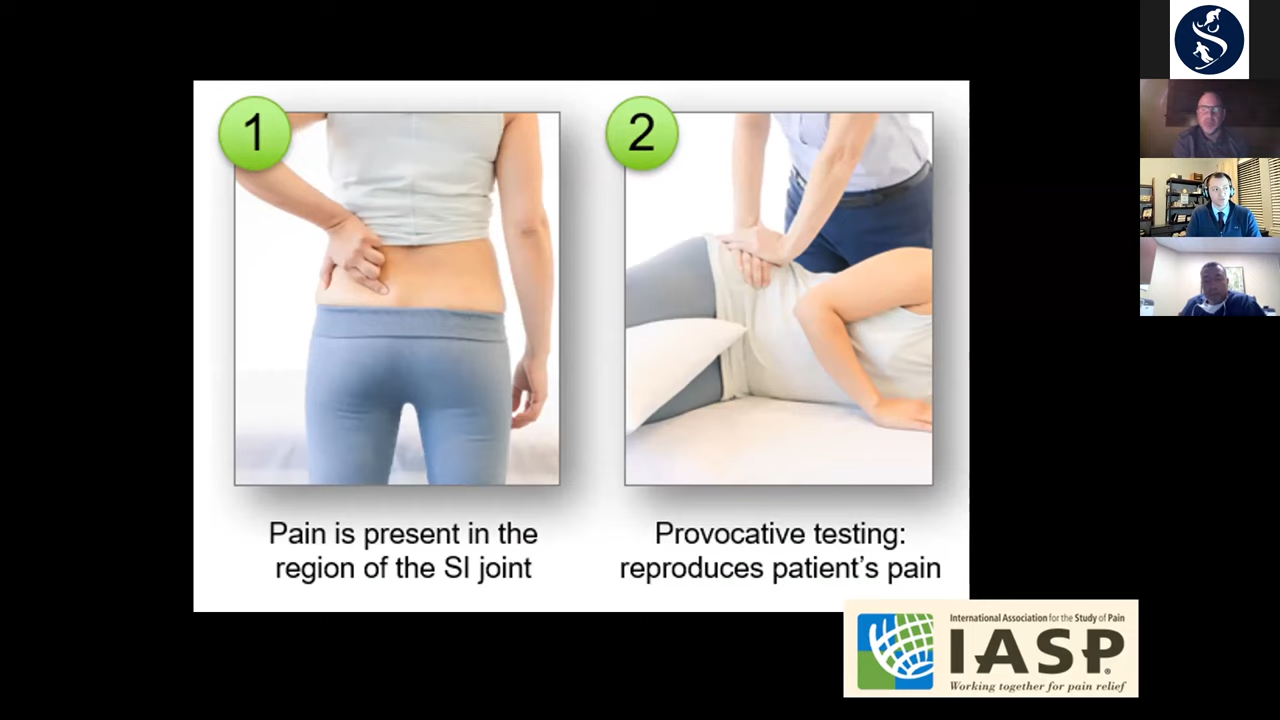 1
2
Pain is present in the
region of the SI joint
Provocative testing:
reproduces patient's pain
International Association for the Study of Pain
IASP®
Working together for pain relief